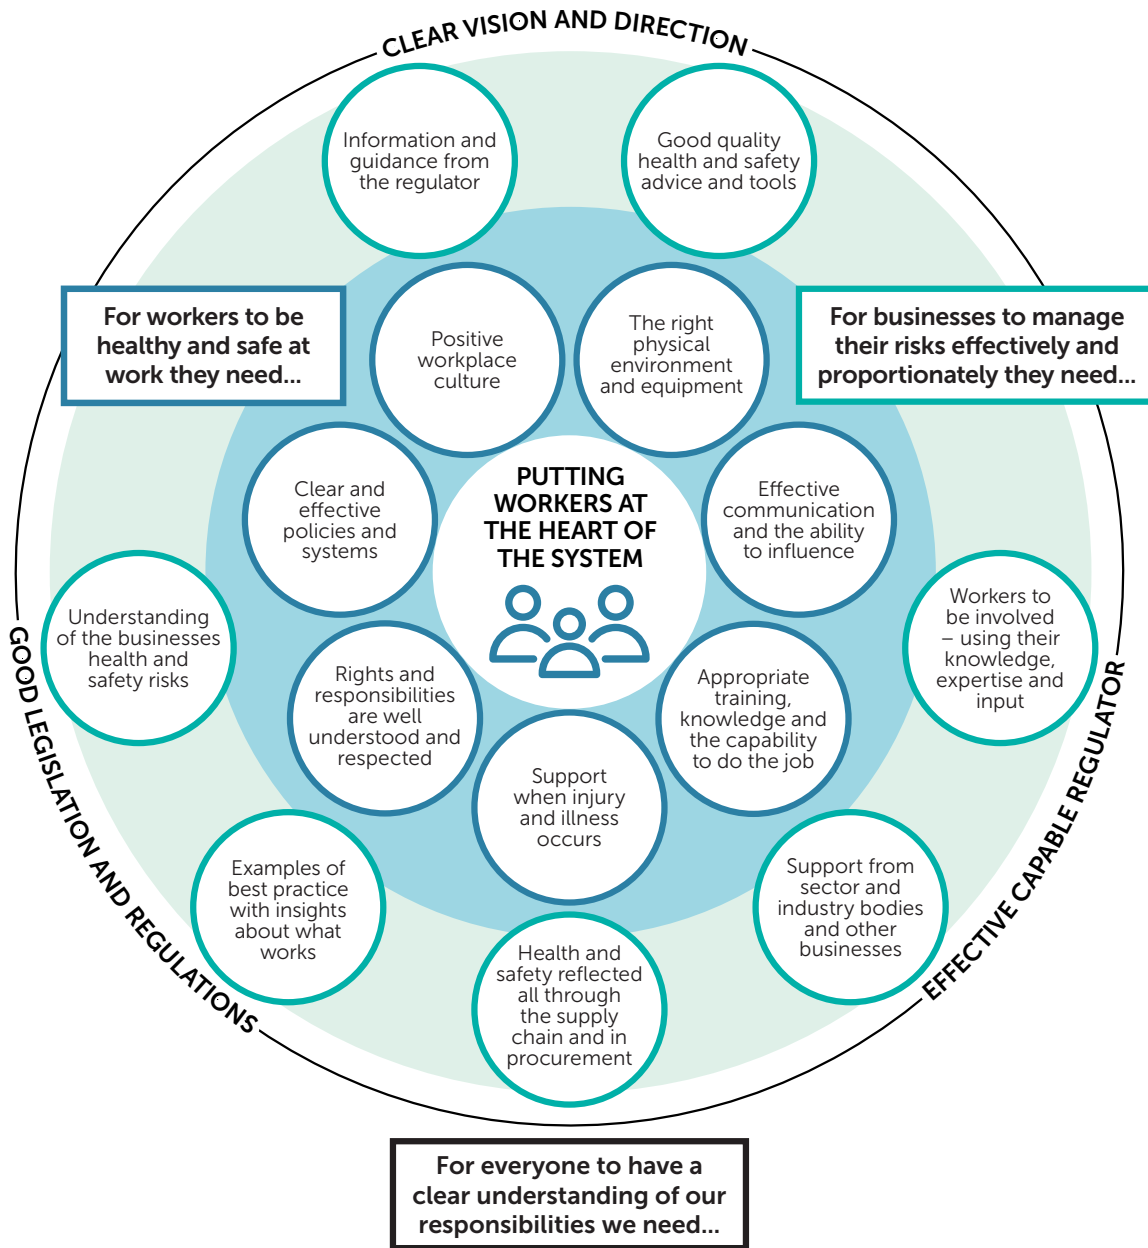 CLEAR VISION AND DIRECTION
Information and
guidance from
the regulator
Good quality
health and safety
advice and tools
For workers to be
healthy and safe at
work they need...
For businesses to manage
their risks effectively and
proportionately they need...
Positive
workplace
culture
The right
physical
environment
and equipment
Clear and
effective
policies and
systems
PUTTING
WORKERS AT
THE HEART OF
THE SYSTEM
Effective
communication
and the ability
to influence
Understanding
of the businesses
health and
safety risks
Workers to
be involved
– using their
knowledge,
expertise and
input
Rights and
responsibilities
are well
understood and
respected
Appropriate
training,
knowledge and
the capability
to do the job
Support
when injury
and illness
occurs
GOOD LEGISLATION AND REGULATIONS
EFFECTIVE CAPABLE REGULATOR
Examples of
best practice
with insights
about what
works
Support from
sector and
industry bodies
and other
businesses
Health and
safety reflected
all through
the supply
chain and in
procurement
For everyone to have a
clear understanding of our
responsibilities we need...